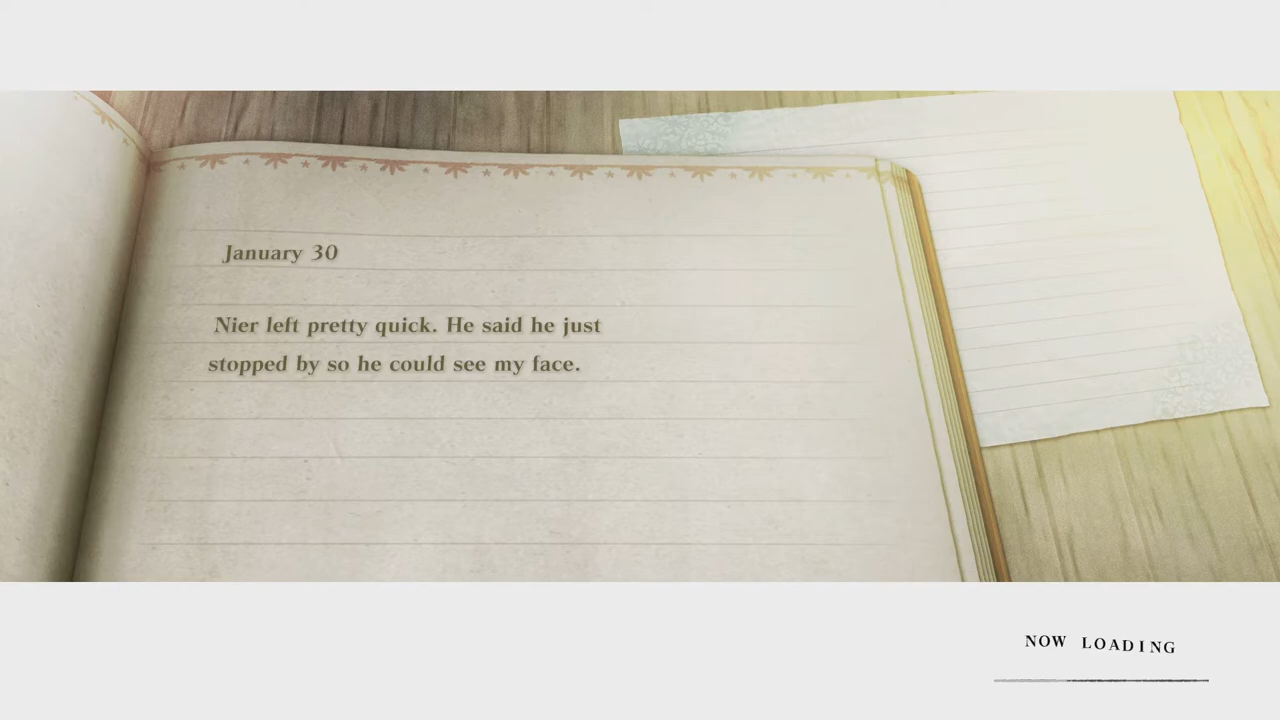 January 30
Nier left pretty quick. He said he just
stopped by so he could see my face.
NOW LOADING